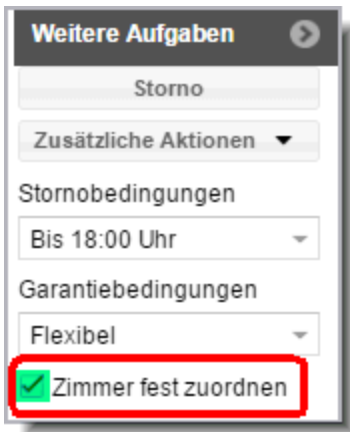 Weitere Aufgaben
Storno
Zusätzliche Aktionen
Stornobedingungen
Bis 18:00 Uhr
Garantiebedingungen
Flexibel
Zimmer fest zuordnen